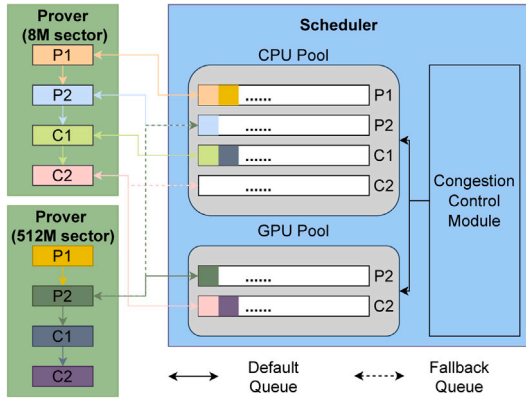 Prover
(8M sector)
P1
P2
C1
C2
Prover
(512M sector)
P1
P2
C1
C2
Scheduler
CPU Pool
...... P1
...... P2
...... C1
...... C2
GPU Pool
...... P2
...... C2
Congestion
Control
Module
Default
Queue
Fallback
Queue